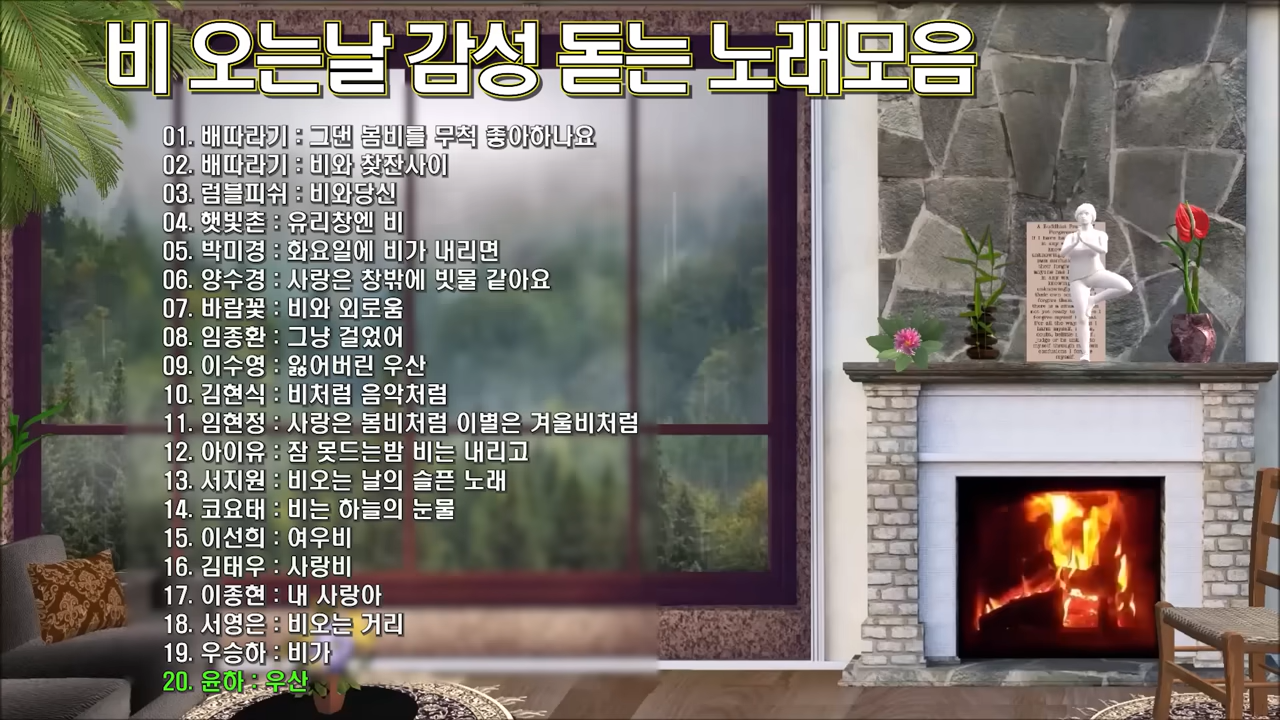 비 오는날 감성 돋는 노래모음
01. 배따라기 : 그댄 봄비를 무척 좋아하나요
02. 배따라기 : 비와 찾잔사이
03. 럼블피쉬 : 비와당신
04. 햇빛촌 : 유리창엔 비
05. 박미경 : 화요일에 비가 내리면
06. 양수경 : 사랑은 창밖에 빗물 같아요
07. 바람꽃 : 비와 외로움
08. 임종환 : 그냥 걸었어
09. 이수영 : 잃어버린 우산
10. 김현식 : 비처럼 음악처럼
11. 임현정 : 사랑은 봄비처럼 이별은 겨울비처럼
12. 아이유 : 잠 못드는밤 비는 내리고
13. 서지원 : 비오는 날의 슬픈 노래
14. 코요태 : 비는 하늘의 눈물
15. 이선희 : 여우비
16. 김태우 : 사랑비
17. 이종현 : 내 사랑아
18. 서영은 : 비오는 거리
19. 우승하 : 비가
20. 윤하 : 우산